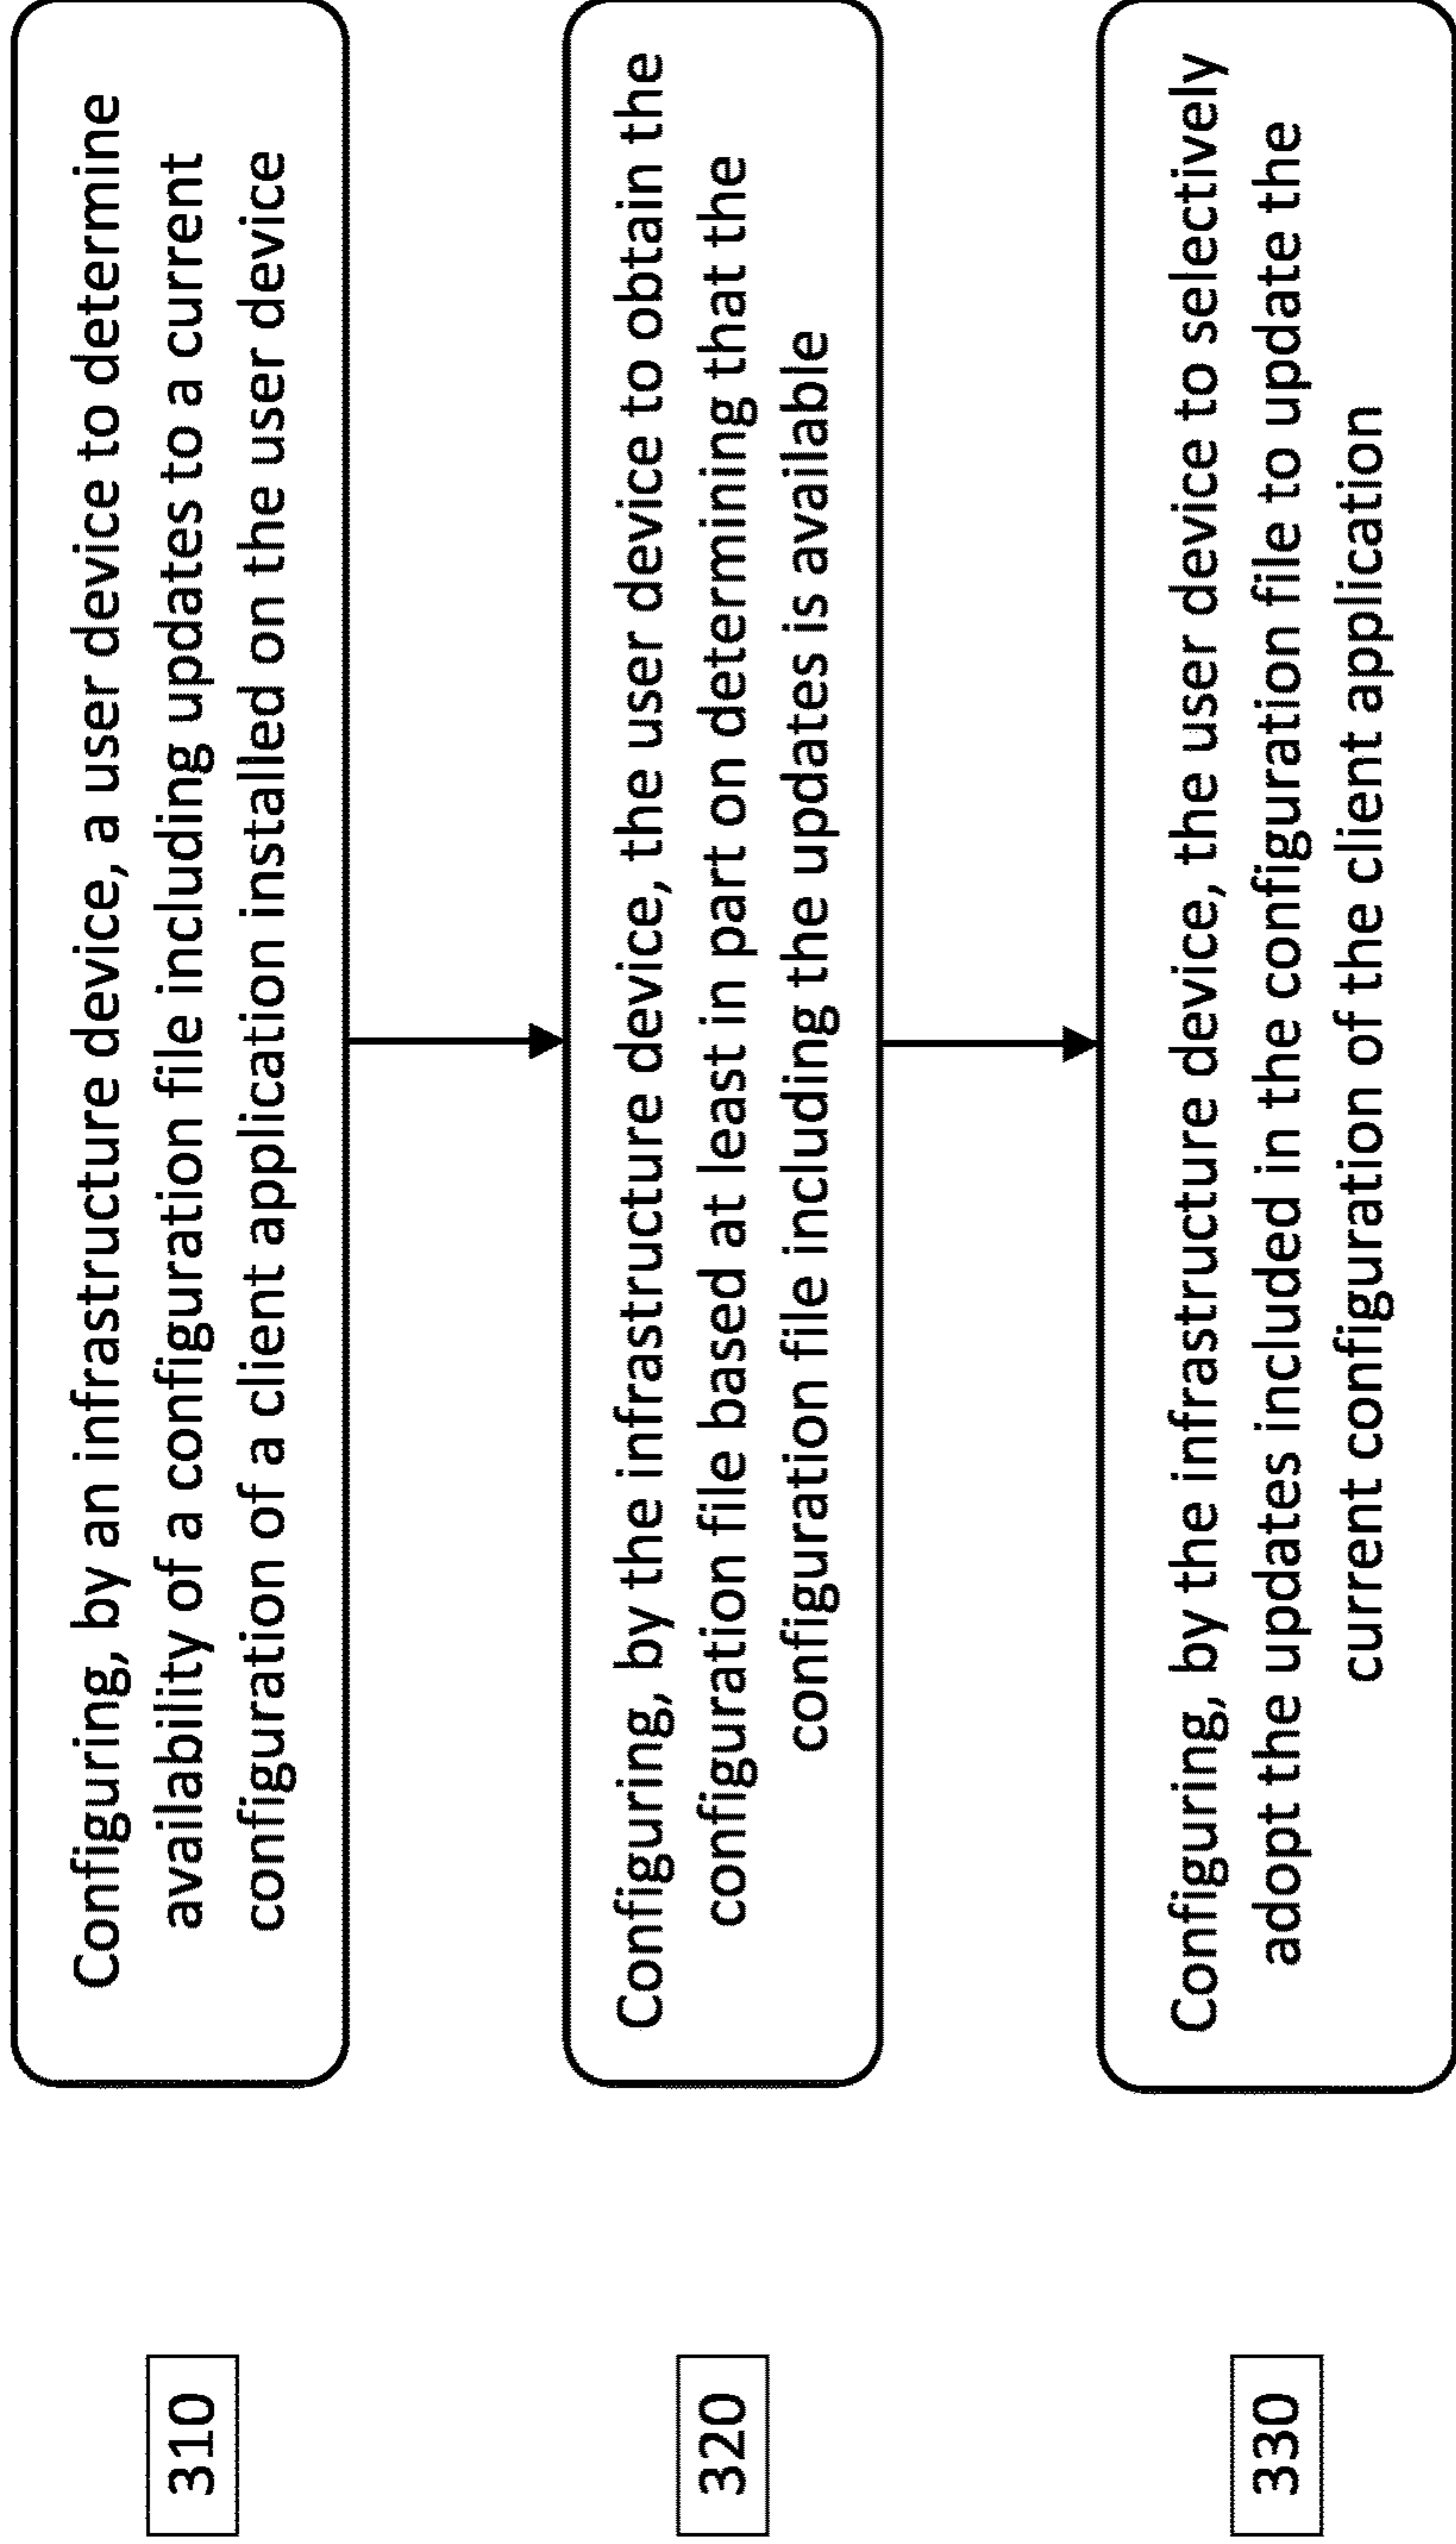 310
Configuring, by an infrastructure device, a user device to determine
availability of a configuration file including updates to a current
configuration of a client application installed on the user device
320
Configuring, by the infrastructure device, the user device to obtain the
configuration file based at least in part on determining that the
configuration file including the updates is available
330
Configuring, by the infrastructure device, the user device to selectively
adopt the updates included in the configuration file to update the
current configuration of the client application